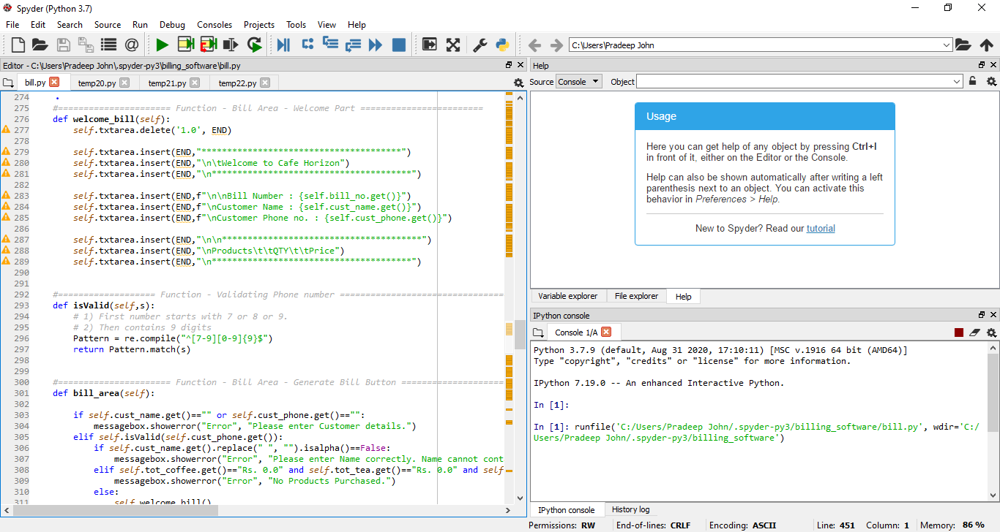 Spyder (Python 3.7)
File Edit Search Source Run Debug Consoles Projects Tools View Help
C:\Users\Pradeep John
Editor - C:\Users\Pradeep John\.spyder-py3\billing_software\bill.py
bill.py temp20.py temp21.py temp22.py
274
275 #====================== Function - Bill Area - Welcome Part ========================
276 def welcome_bill(self):
277 self.txtarea.delete('1.0', END)
278
279 self.txtarea.insert(END,"***************************************")
280 self.txtarea.insert(END,"\n\tWelcome to Cafe Horizon")
281 self.txtarea.insert(END,"\n***************************************")
282
283 self.txtarea.insert(END,f"\n\nBill Number : {self.bill_no.get()}")
284 self.txtarea.insert(END,f"\nCustomer Name : {self.cust_name.get()}")
285 self.txtarea.insert(END,f"\nCustomer Phone no. : {self.cust_phone.get()}")
286
287 self.txtarea.insert(END,"\n\n***************************************")
288 self.txtarea.insert(END,"\nProducts\t\tQTY\t\tPrice")
289 self.txtarea.insert(END,"\n***************************************")
290
291
292 #=================== Function - Validating Phone number ================================
293 def isValid(self,s):
294 # 1) First number starts with 7 or 8 or 9.
295 # 2) Then contains 9 digits
296 Pattern = re.compile("^[7-9][0-9]{9}$")
297 return Pattern.match(s)
298
299
300 #====================== Function - Bill Area - Generate Bill Button ====================
301 def bill_area(self):
302
303 if self.cust_name.get()=="" or self.cust_phone.get()=="":
304 messagebox.showerror("Error", "Please enter Customer details.")
305 elif self.isValid(self.cust_phone.get()):
306 if self.cust_name.get().replace(" ", "").isalpha()==False:
307 messagebox.showerror("Error", "Please enter Name correctly. Name cannot cont
308 elif self.tot_coffee.get()=="Rs. 0.0" and self.tot_tea.get()=="Rs. 0.0" and self
309 messagebox.showerror("Error", "No Products Purchased.")
310 else:
311 self.welcome_bill()
Help
Source Console Object
Usage
Here you can get help of any object by pressing Ctrl+I
in front of it, either on the Editor or the Console.
Help can also be shown automatically after writing a left
parenthesis next to an object. You can activate this
behavior in Preferences > Help.
New to Spyder? Read our tutorial
Variable explorer File explorer Help
IPython console
Console 1/A
Python 3.7.9 (default, Aug 31 2020, 17:10:11) [MSC v.1916 64 bit (AMD64)]
Type "copyright", "credits" or "license" for more information.
IPython 7.19.0 -- An enhanced Interactive Python.
In [1]:
In [1]: runfile('C:/Users/Pradeep John/.spyder-py3/billing_software/bill.py', wdir='C:/
Users/Pradeep John/.spyder-py3/billing_software')
IPython console History log
Permissions: RW End-of-lines: CRLF Encoding: ASCII Line: 451 Column: 1 Memory: 86 %